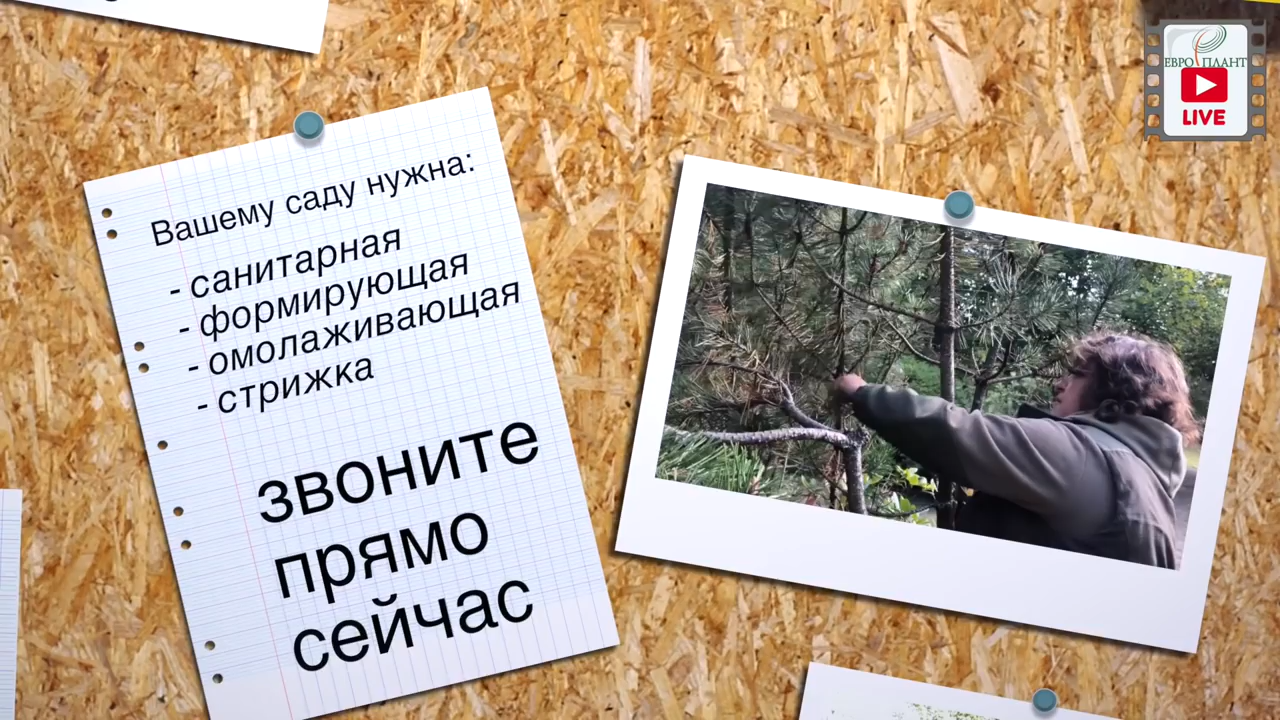 Вашему саду нужна:
- санитарная
- формирующая
- омолаживающая
- стрижка
звоните
прямо
сейчас
ЕВРОПЛАНТ
LIVE